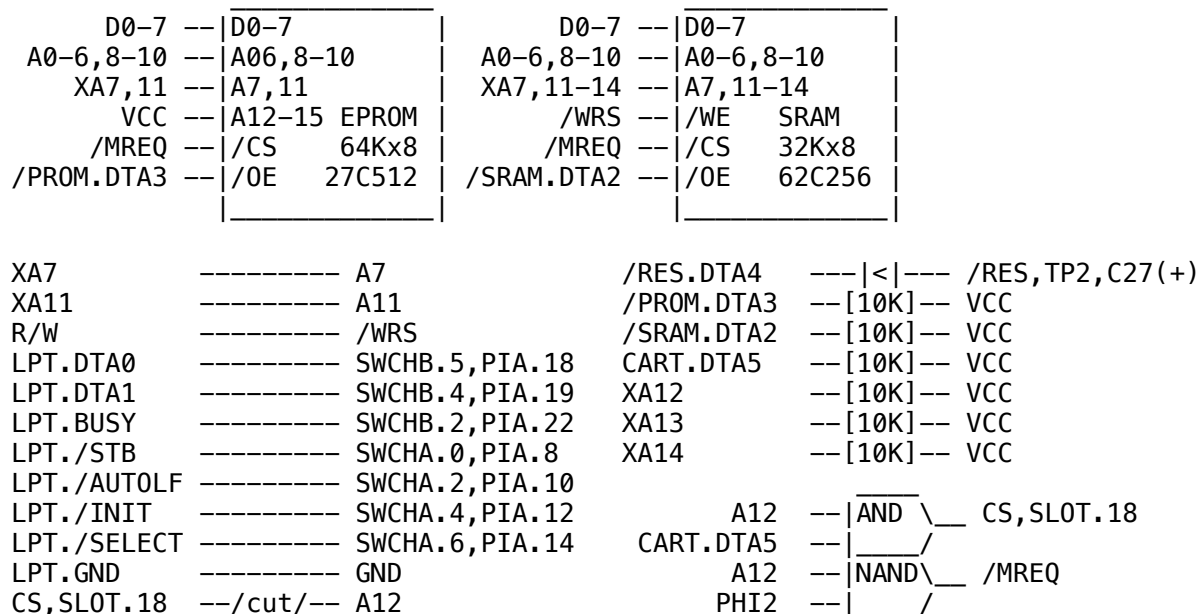 D0-7 --|D0-7 | D0-7 --|D0-7 |
A0-6,8-10 --|A06,8-10 | A0-6,8-10 --|A0-6,8-10 |
XA7,11 --|A7,11 | XA7,11-14 --|A7,11-14 |
VCC --|A12-15 EPROM | /WRS --|/WE SRAM |
/MREQ --|/CS 64Kx8 | /MREQ --|/CS 32Kx8 |
/PROM.DTA3 --|/OE 27C512 | /SRAM.DTA2 --|/OE 62C256 |
|_____________| |_____________|
XA7 --------- A7 /RES.DTA4 ---|<|--- /RES,TP2,C27(+)
XA11 --------- A11 /PROM.DTA3 --[10K]-- VCC
R/W --------- /WRS /SRAM.DTA2 --[10K]-- VCC
LPT.DTA0 --------- SWCHB.5,PIA.18 CART.DTA5 --[10K]-- VCC
LPT.DTA1 --------- SWCHB.4,PIA.19 XA12 --[10K]-- VCC
LPT.BUSY --------- SWCHB.2,PIA.22 XA13 --[10K]-- VCC
LPT./STB --------- SWCHA.0,PIA.8 XA14 --[10K]-- VCC
LPT./AUTOLF --------- SWCHA.2,PIA.10 ____
LPT./INIT --------- SWCHA.4,PIA.12 A12 --|AND \__ CS,SLOT.18
LPT./SELECT --------- SWCHA.6,PIA.14 CART.DTA5 --|____/
LPT.GND --------- GND A12 --|NAND\__ /MREQ
CS,SLOT.18 --/cut/-- A12 PHI2 --|____/